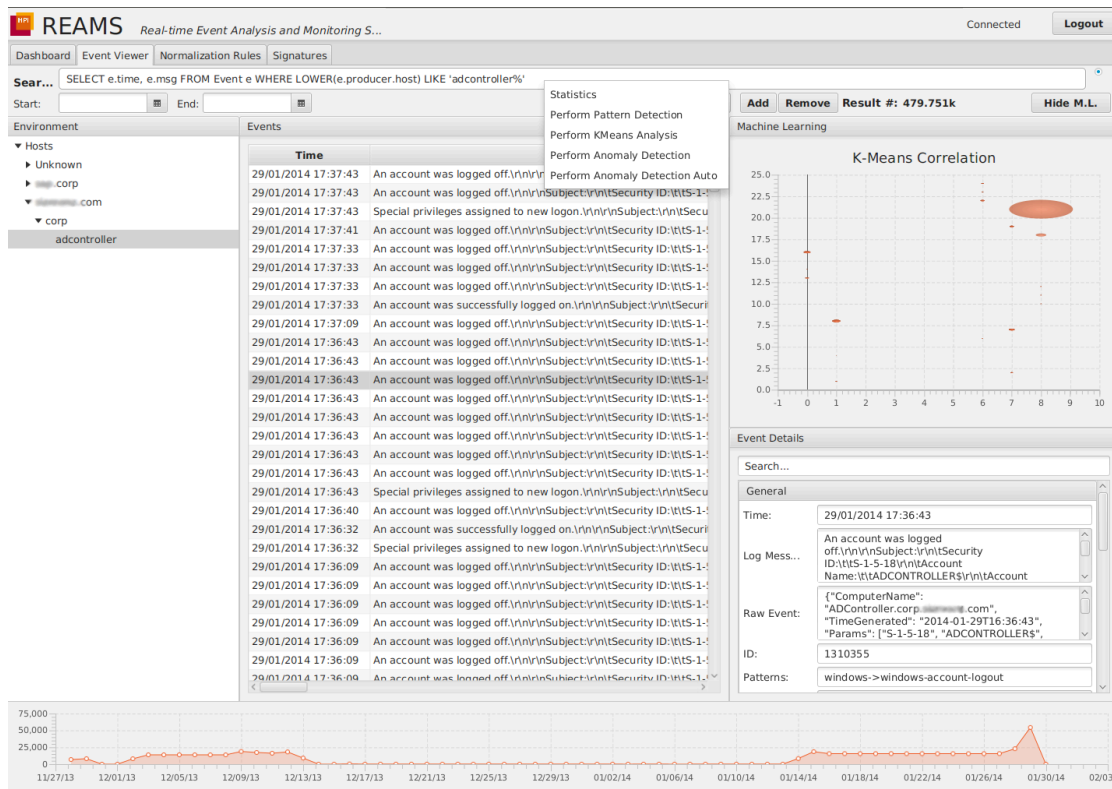 HPI REAMS Real-time Event Analysis and Monitoring S... Connected Logout
Dashboard Event Viewer Normalization Rules Signatures
Sear... SELECT e.time, e.msg FROM Event e WHERE LOWER(e.producer.host) LIKE 'adcontroller%'
Start: End: Add Remove Result #: 479.751k Hide M.L.
Statistics
Perform Pattern Detection
Perform KMeans Analysis
Perform Anomaly Detection
Perform Anomaly Detection Auto
Environment
Hosts
Unknown
.corp
.com
corp
adcontroller
Events
Time
29/01/2014 17:37:43 An account was logged off.\r\n\r\n
29/01/2014 17:37:43 An account was logged off.\r\n\r\nSubject:\r\n\tSecurity ID:\t\tS-1-5
29/01/2014 17:37:43 Special privileges assigned to new logon.\r\n\r\nSubject:\r\n\tSecu
29/01/2014 17:37:41 An account was logged off.\r\n\r\nSubject:\r\n\tSecurity ID:\t\tS-1-5
29/01/2014 17:37:33 An account was logged off.\r\n\r\nSubject:\r\n\tSecurity ID:\t\tS-1-5
29/01/2014 17:37:33 An account was logged off.\r\n\r\nSubject:\r\n\tSecurity ID:\t\tS-1-5
29/01/2014 17:37:33 An account was logged off.\r\n\r\nSubject:\r\n\tSecurity ID:\t\tS-1-5
29/01/2014 17:37:33 An account was successfully logged on.\r\n\r\nSubject:\r\n\tSecuri
29/01/2014 17:37:09 An account was logged off.\r\n\r\nSubject:\r\n\tSecurity ID:\t\tS-1-5
29/01/2014 17:36:43 An account was logged off.\r\n\r\nSubject:\r\n\tSecurity ID:\t\tS-1-5
29/01/2014 17:36:43 An account was logged off.\r\n\r\nSubject:\r\n\tSecurity ID:\t\tS-1-5
29/01/2014 17:36:43 An account was logged off.\r\n\r\nSubject:\r\n\tSecurity ID:\t\tS-1-5
29/01/2014 17:36:43 An account was logged off.\r\n\r\nSubject:\r\n\tSecurity ID:\t\tS-1-5
29/01/2014 17:36:43 An account was logged off.\r\n\r\nSubject:\r\n\tSecurity ID:\t\tS-1-5
29/01/2014 17:36:43 An account was logged off.\r\n\r\nSubject:\r\n\tSecurity ID:\t\tS-1-5
29/01/2014 17:36:43 An account was logged off.\r\n\r\nSubject:\r\n\tSecurity ID:\t\tS-1-5
29/01/2014 17:36:43 An account was logged off.\r\n\r\nSubject:\r\n\tSecurity ID:\t\tS-1-5
29/01/2014 17:36:43 Special privileges assigned to new logon.\r\n\r\nSubject:\r\n\tSecu
29/01/2014 17:36:40 An account was logged off.\r\n\r\nSubject:\r\n\tSecurity ID:\t\tS-1-5
29/01/2014 17:36:32 An account was successfully logged on.\r\n\r\nSubject:\r\n\tSecuri
29/01/2014 17:36:32 Special privileges assigned to new logon.\r\n\r\nSubject:\r\n\tSecu
29/01/2014 17:36:09 An account was logged off.\r\n\r\nSubject:\r\n\tSecurity ID:\t\tS-1-5
29/01/2014 17:36:09 An account was logged off.\r\n\r\nSubject:\r\n\tSecurity ID:\t\tS-1-5
29/01/2014 17:36:09 An account was logged off.\r\n\r\nSubject:\r\n\tSecurity ID:\t\tS-1-5
29/01/2014 17:36:09 An account was logged off.\r\n\r\nSubject:\r\n\tSecurity ID:\t\tS-1-5
29/01/2014 17:36:09 An account was logged off.\r\n\r\nSubject:\r\n\tSecurity ID:\t\tS-1-5
29/01/2014 17:36:09 An account was logged off.\r\n\r\nSubject:\r\n\tSecurity ID:\t\tS-1-5
29/01/2014 17:36:09 An account was logged off.\r\n\r\nSubject:\r\n\tSecurity ID:\t\tS-1-5
Machine Learning
K-Means Correlation
25.0
22.5
20.0
17.5
15.0
12.5
10.0
7.5
5.0
2.5
0.0
-1 0 1 2 3 4 5 6 7 8 9 10
Event Details
Search...
General
Time: 29/01/2014 17:36:43
Log Mess... An account was logged
off.\r\n\r\nSubject:\r\n\tSecurity
ID:\t\tS-1-5-18\r\n\tAccount
Name:\t\tADCONTROLLER$\r\n\tAccount
Raw Event: {"ComputerName":
"ADController.corp. .com",
"TimeGenerated": "2014-01-29T16:36:43",
"Params": ["S-1-5-18", "ADCONTROLLER$",
ID: 1310355
Patterns: windows->windows-account-logout
75,000
50,000
25,000
0
11/27/13 12/01/13 12/05/13 12/09/13 12/13/13 12/17/13 12/21/13 12/25/13 12/29/13 01/02/14 01/06/14 01/10/14 01/14/14 01/18/14 01/22/14 01/26/14 01/30/14 02/03